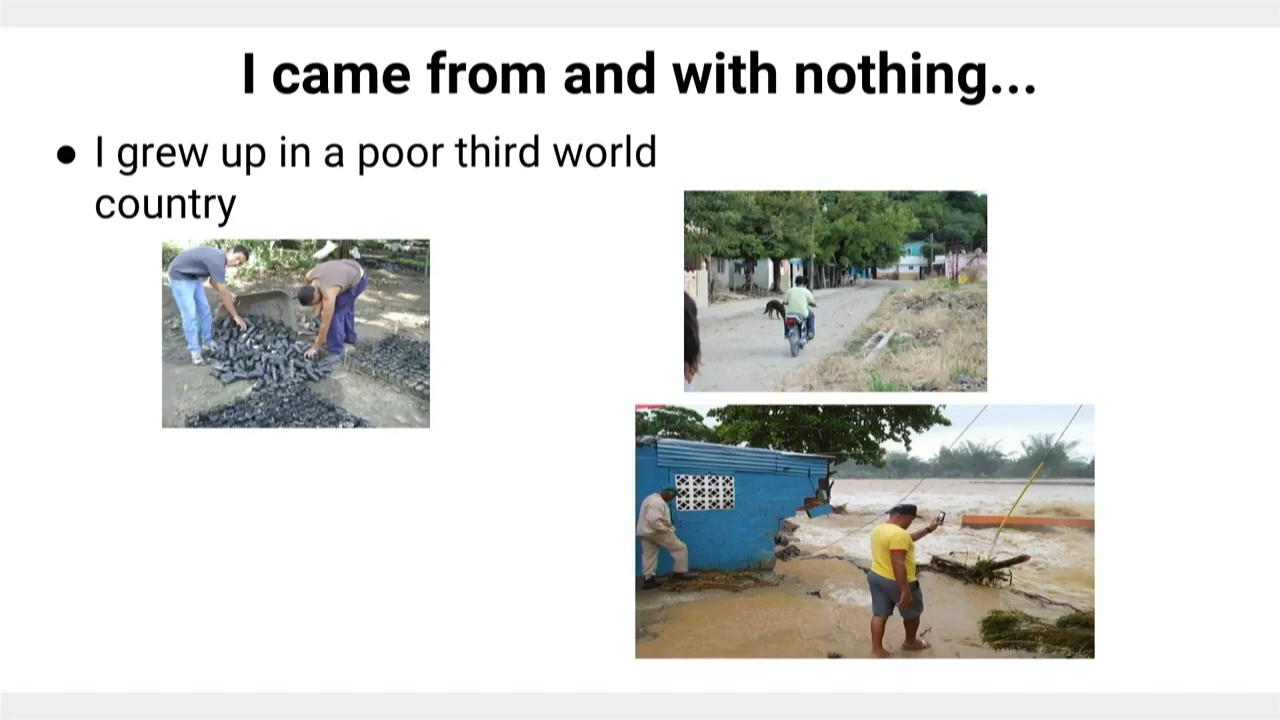 I came from and with nothing...
● I grew up in a poor third world
country